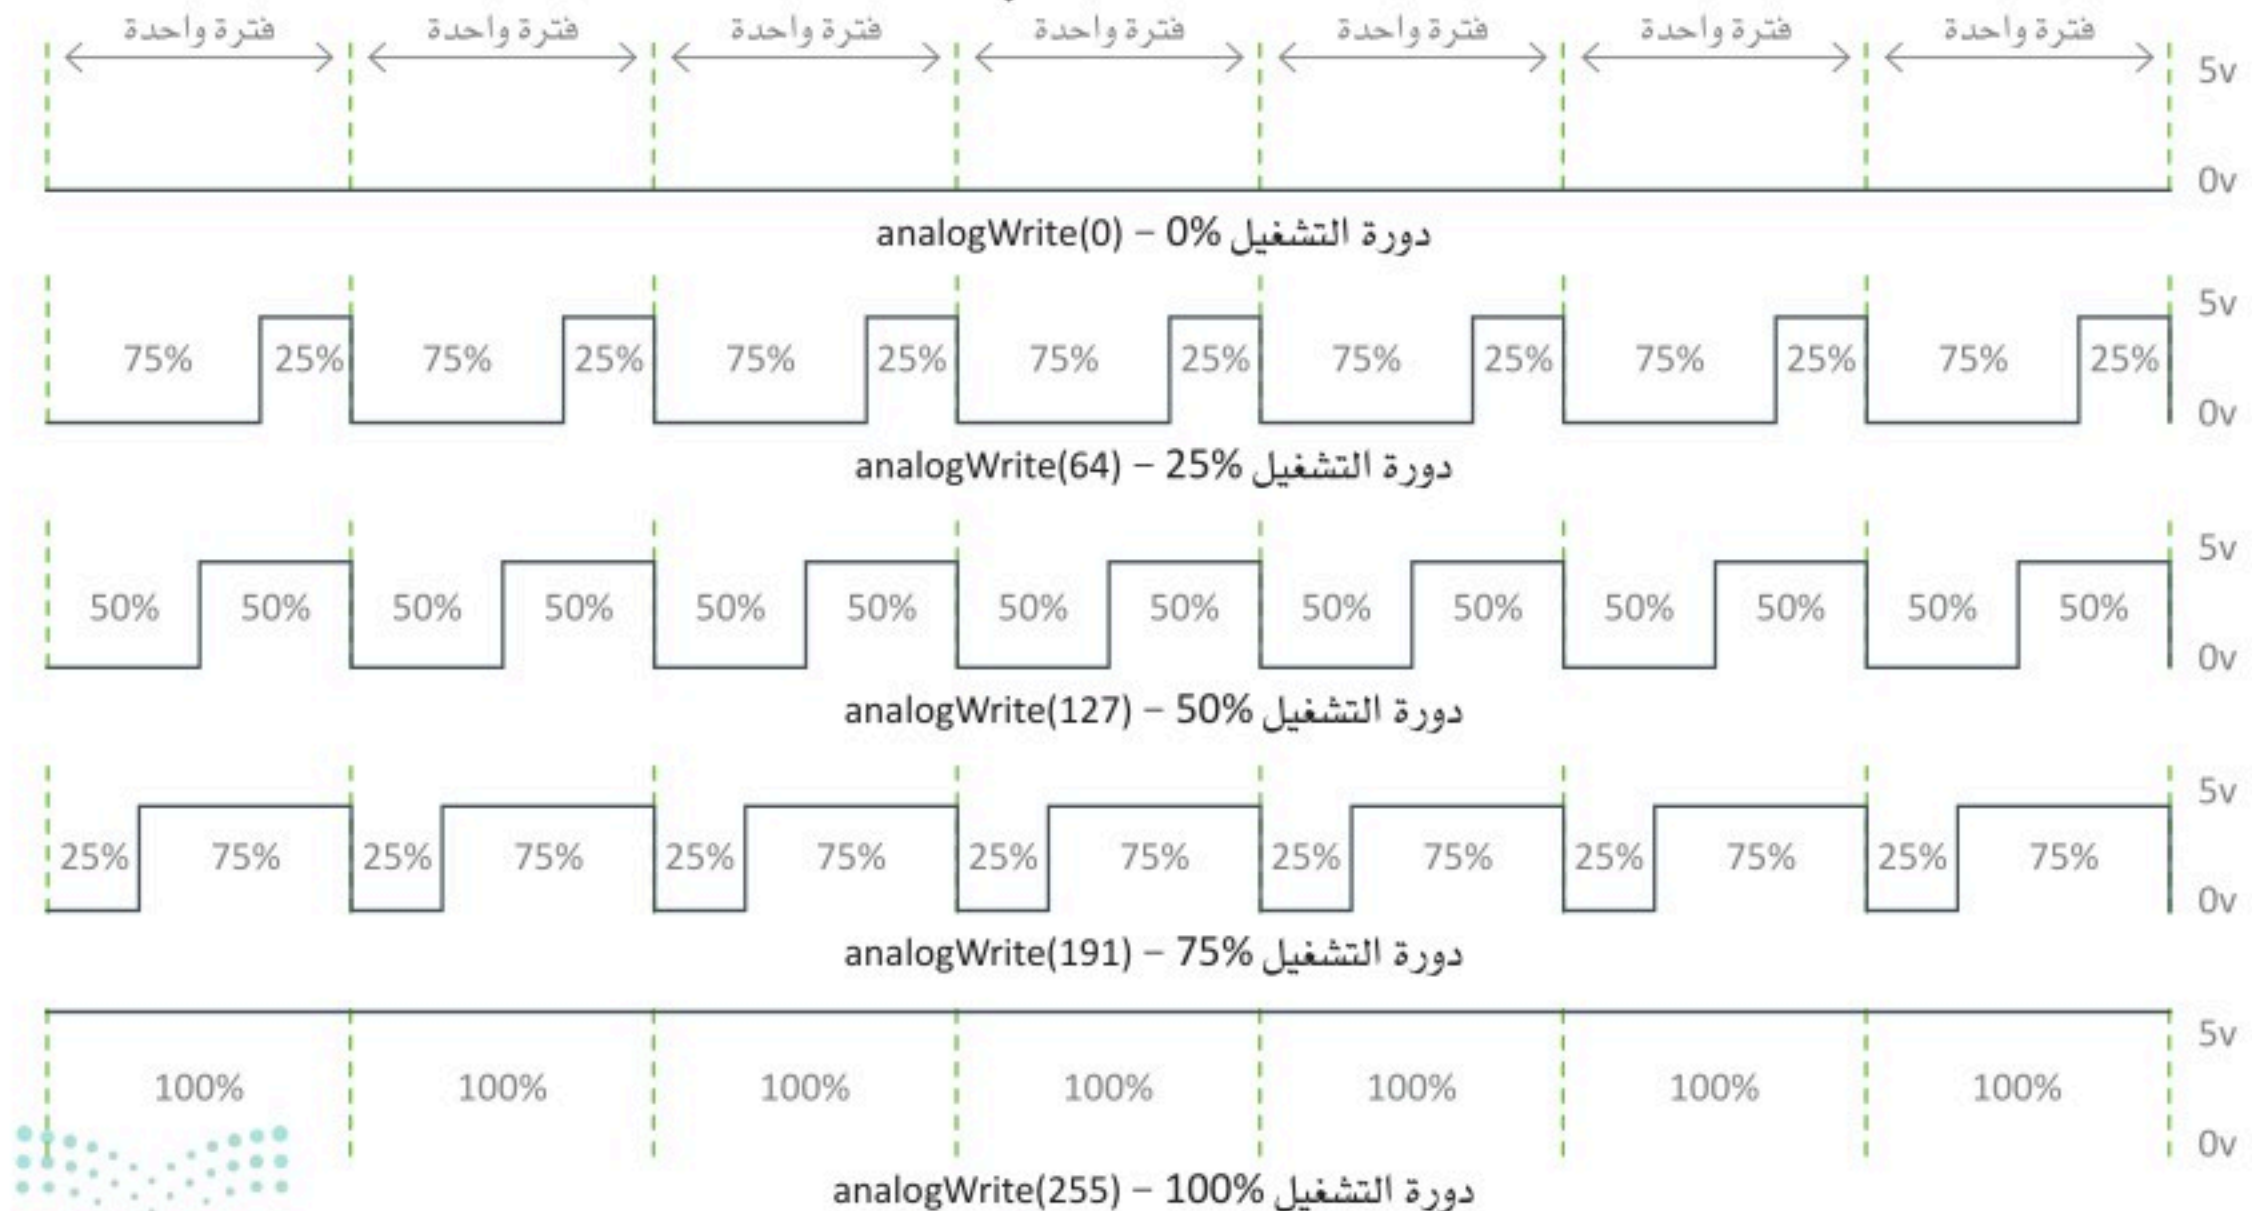 فترة واحدة فترة واحدة فترة واحدة فترة واحدة فترة واحدة فترة واحدة فترة واحدة
5v
0v
دورة التشغيل %0 – analogWrite(0)
5v
75% 25% 75% 25% 75% 25% 75% 25% 75% 25% 75% 25% 75% 25%
0v
دورة التشغيل %25 – analogWrite(64)
5v
50% 50% 50% 50% 50% 50% 50% 50% 50% 50% 50% 50% 50% 50%
0v
دورة التشغيل %50 – analogWrite(127)
5v
25% 75% 25% 75% 25% 75% 25% 75% 25% 75% 25% 75% 25% 75%
0v
دورة التشغيل %75 – analogWrite(191)
5v
100% 100% 100% 100% 100% 100% 100%
0v
دورة التشغيل %100 – analogWrite(255)